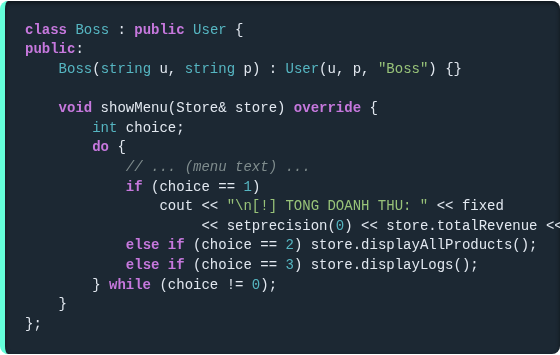 class Boss : public User {
public:
    Boss(string u, string p) : User(u, p, "Boss") {}

    void showMenu(Store& store) override {
        int choice;
        do {
            // ... (menu text) ...
            if (choice == 1)
                cout << "\n[!] TONG DOANH THU: " << fixed
                     << setprecision(0) << store.totalRevenue <<
            else if (choice == 2) store.displayAllProducts();
            else if (choice == 3) store.displayLogs();
        } while (choice != 0);
    }
};